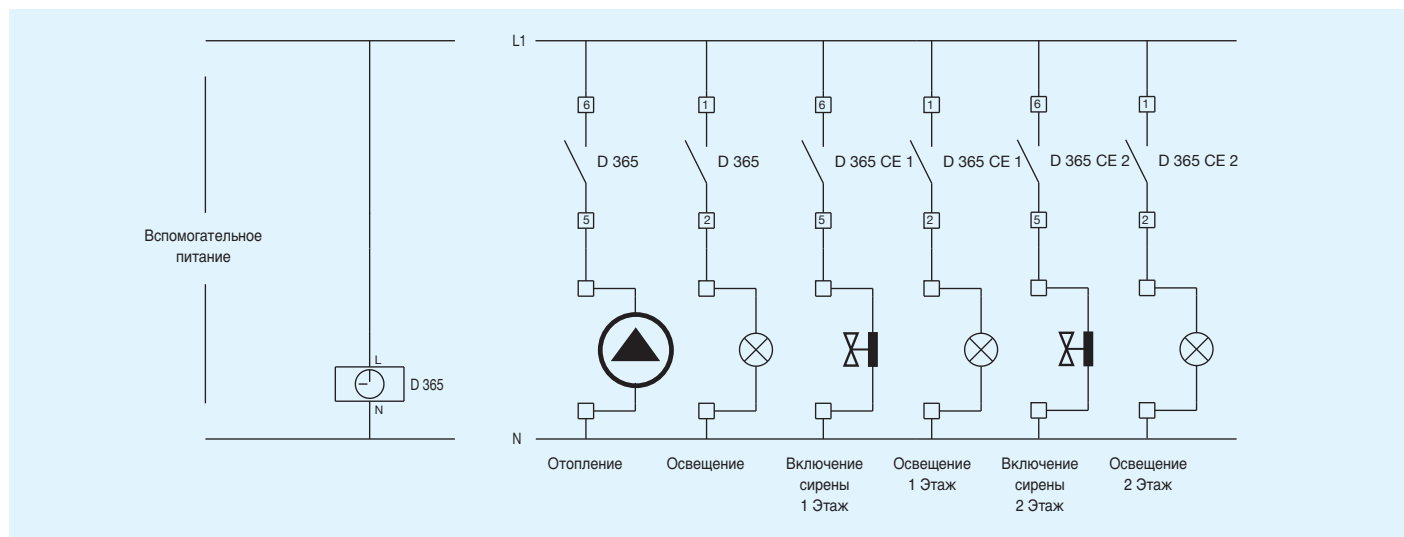 L1
6
1
6
1
6
1
D 365
D 365
D 365 CE 1
D 365 CE 1
D 365 CE 2
D 365 CE 2
5
2
5
2
5
2
Вспомогательное
питание
L
D 365
N
N
Отопление
Освещение
Включение
сирены
1 Этаж
Освещение
1 Этаж
Включение
сирены
2 Этаж
Освещение
2 Этаж